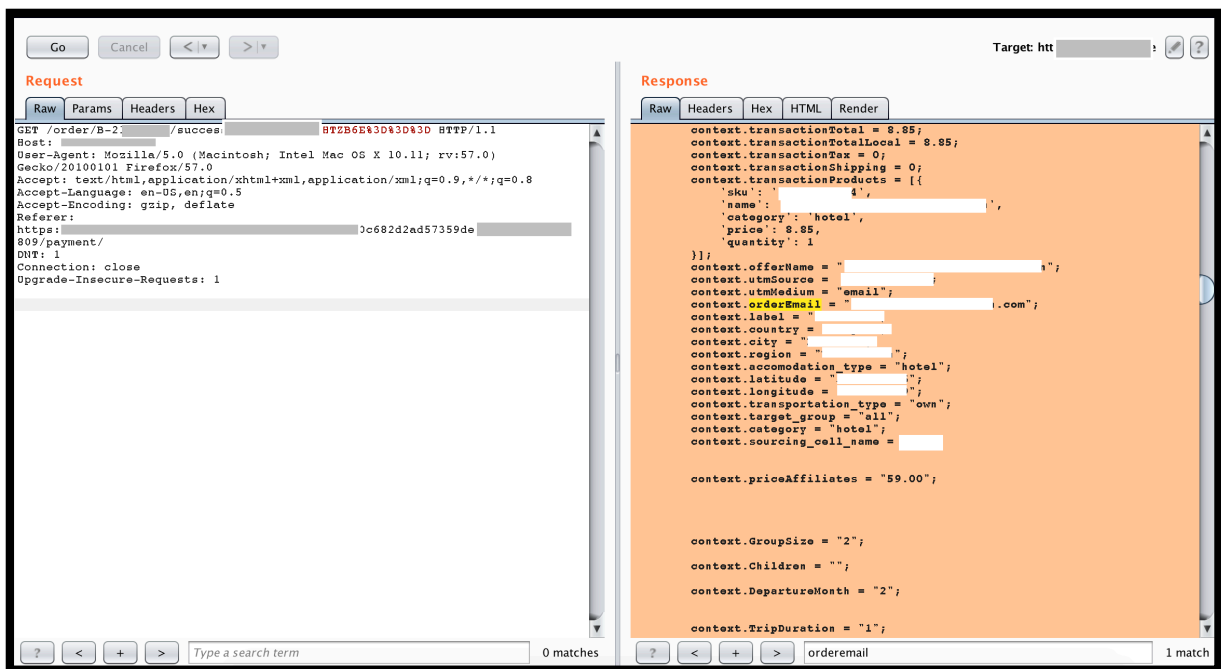 Go
Cancel
<
>
Target: htt
?
Request
Raw
Params
Headers
Hex
GET /order/B-2 /succes HTZB6E%3D%3D%3D HTTP/1.1
Host:
User-Agent: Mozilla/5.0 (Macintosh; Intel Mac OS X 10.11; rv:57.0)
Gecko/20100101 Firefox/57.0
Accept: text/html,application/xhtml+xml,application/xml;q=0.9,*/*;q=0.8
Accept-Language: en-US,en;q=0.5
Accept-Encoding: gzip, deflate
Referer:
https: c682d2ad57359de
809/payment/
DNT: 1
Connection: close
Upgrade-Insecure-Requests: 1
?
<
+
>
Type a search term
0 matches
Response
Raw
Headers
Hex
HTML
Render
context.transactionTotal = 8.85;
context.transactionTotalLocal = 8.85;
context.transactionTax = 0;
context.transactionShipping = 0;
context.transactionProducts = [{
'sku': ' 4',
'name': ',
'category': 'hotel',
'price': 8.85,
'quantity': 1
}];
context.offerName = " ";
context.utmSource = ;
context.utmMedium = "email";
context.orderEmail = " .com";
context.label = "
context.country =
context.city = "
context.region = " ";
context.accomodation_type = "hotel";
context.latitude = " ";
context.longitude = " ";
context.transportation_type = "own";
context.target_group = "all";
context.category = "hotel";
context.sourcing_cell_name =
context.priceAffiliates = "59.00";
context.GroupSize = "2";
context.Children = "";
context.DepartureMonth = "2";
context.TripDuration = "1";
?
<
+
>
orderemail
1 match